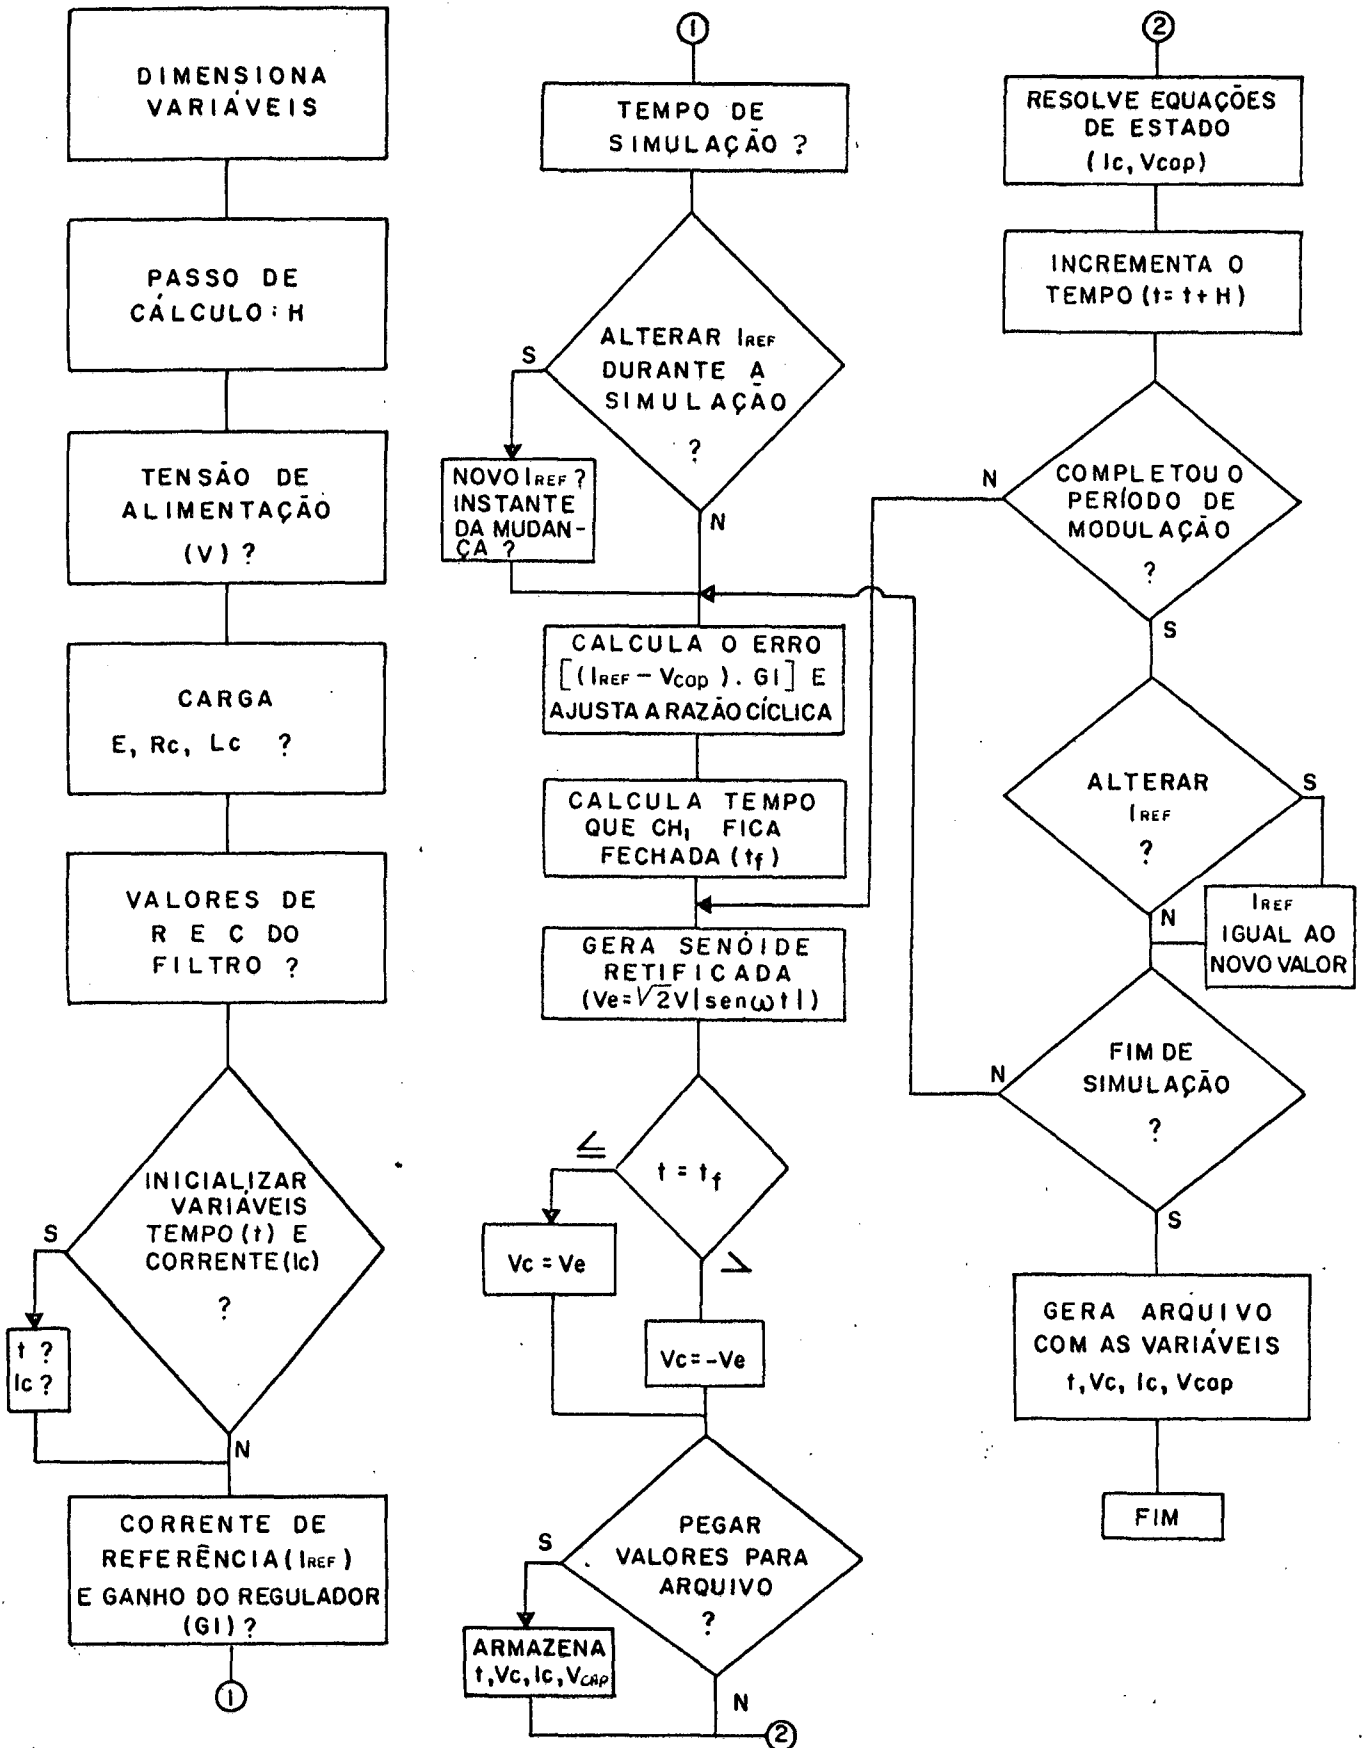 DIMENSIONA
VARIÁVEIS
PASSO DE
CÁLCULO: H
TENSÃO DE
ALIMENTAÇÃO
(V) ?
CARGA
E, Rc, Lc ?
VALORES DE
R E C DO
FILTRO ?
INICIALIZAR
VARIÁVEIS
TEMPO (t) E
CORRENTE (Ic)
?
S
t ?
Ic ?
N
CORRENTE DE
REFERÊNCIA (IREF)
E GANHO DO REGULADOR
(GI) ?
1
1
TEMPO DE
SIMULAÇÃO ?
ALTERAR IREF
DURANTE A
SIMULAÇÃO
?
S
NOVO IREF ?
INSTANTE
DA MUDAN-
ÇA ?
N
CALCULA O ERRO
[(IREF - Vcap). GI] E
AJUSTA A RAZÃO CÍCLICA
CALCULA TEMPO
QUE CH1 FICA
FECHADA (tf)
GERA SENÓIDE
RETIFICADA
(Ve=√2V|senωt|)
t = tf
≤
Vc = Ve
>
Vc = -Ve
PEGAR
VALORES PARA
ARQUIVO
?
S
ARMAZENA
t, Vc, Ic, VCAP
N
2
2
RESOLVE EQUAÇÕES
DE ESTADO
(Ic, Vcap)
INCREMENTA O
TEMPO (t= t+H)
COMPLETOU O
PERÍODO DE
MODULAÇÃO
?
N
S
ALTERAR
IREF
?
S
IREF
IGUAL AO
NOVO VALOR
N
FIM DE
SIMULAÇÃO
?
N
S
GERA ARQUIVO
COM AS VARIÁVEIS
t, Vc, Ic, Vcap
FIM